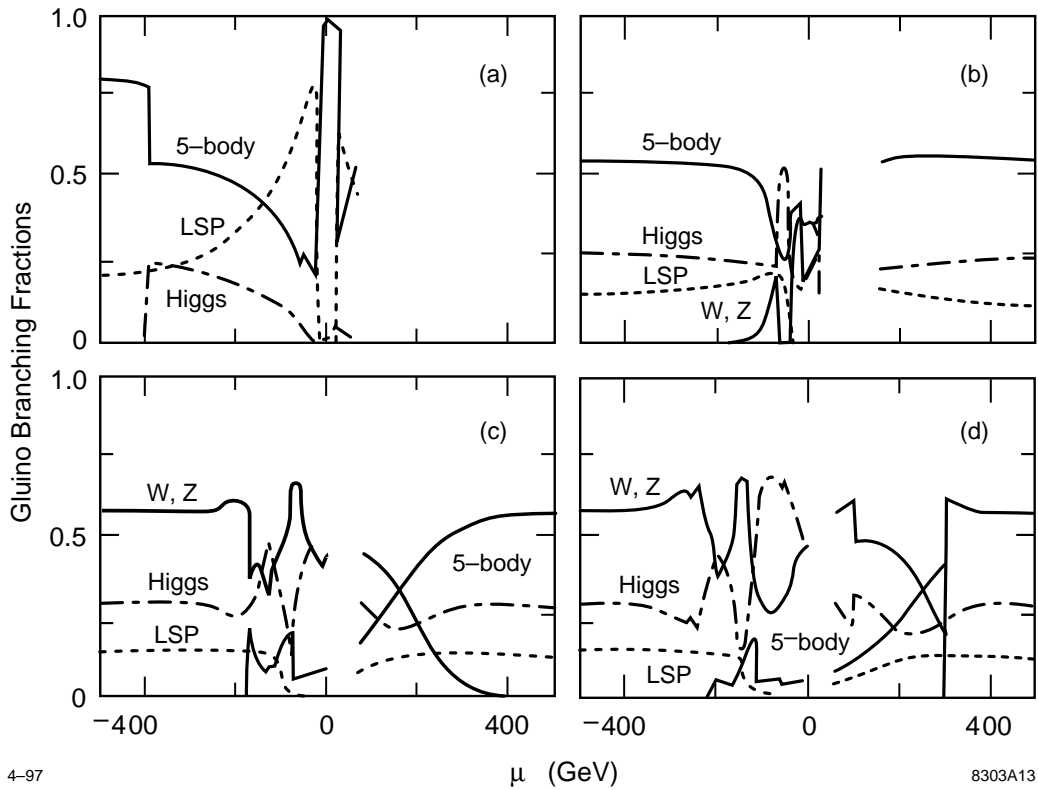 Gluino Branching Fractions
1.0
0.5
0
(a)
5–body
LSP
Higgs
(b)
5–body
Higgs
LSP
W, Z
1.0
0.5
0
(c)
W, Z
Higgs
LSP
5–body
(d)
W, Z
Higgs
5–body
LSP
−400
0
400
−400
0
400
μ (GeV)
4–97
8303A13